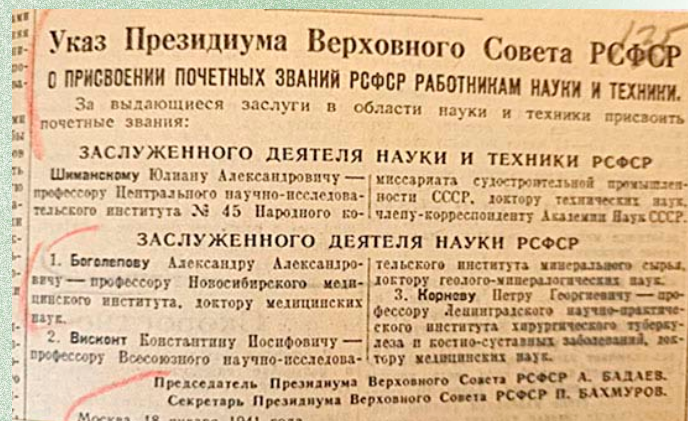 135
Указ Президиума Верховного Совета РСФСР
О ПРИСВОЕНИИ ПОЧЕТНЫХ ЗВАНИЙ РСФСР РАБОТНИКАМ НАУКИ И ТЕХНИКИ.
За выдающиеся заслуги в области науки и техники присвоить
почетные звания:
ЗАСЛУЖЕННОГО ДЕЯТЕЛЯ НАУКИ И ТЕХНИКИ РСФСР
Шиманскому Юлиану Александровичу —
профессору Центрального научно-исследова-
тельского института № 45 Народного ко-
миссариата судостроительной промышлен-
ности СССР, доктору технических наук,
члену-корреспонденту Академии Наук СССР.
ЗАСЛУЖЕННОГО ДЕЯТЕЛЯ НАУКИ РСФСР
1. Боголепову Александру Александро-
вичу — профессору Новосибирского меди-
цинского института, доктору медицинских
наук.
2. Висконт Константину Иосифовичу —
профессору Всесоюзного научно-исследова-
тельского института минерального сырья,
доктору геолого-минералогических наук.
3. Корневу Петру Георгиевичу — про-
фессору Ленинградского научно-практиче-
ского института хирургического туберку-
леза и костно-суставных заболеваний, док-
тору медицинских наук.
Председатель Президиума Верховного Совета РСФСР А. БАДАЕВ.
Секретарь Президиума Верховного Совета РСФСР П. БАХМУРОВ.
Москва, 18 января 1941 года.